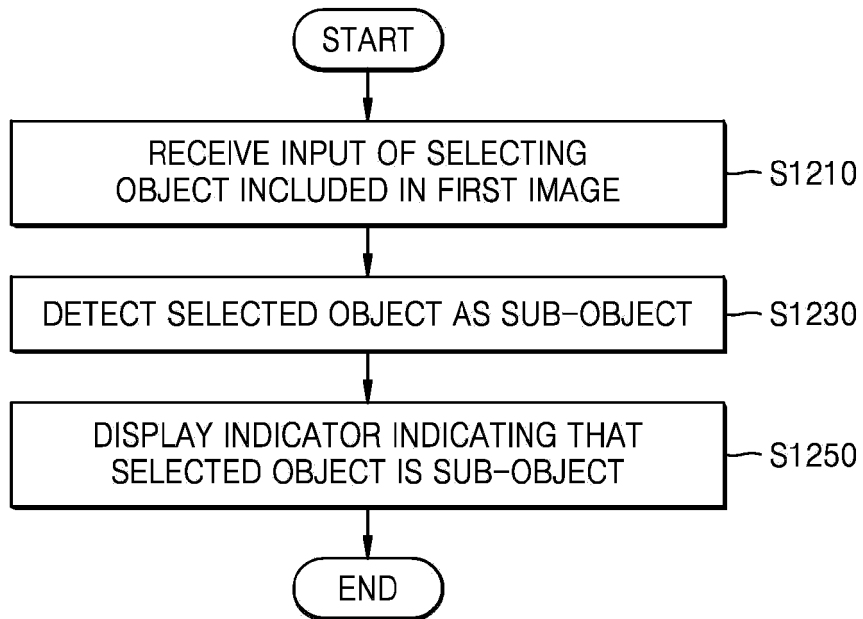 START
RECEIVE INPUT OF SELECTING
OBJECT INCLUDED IN FIRST IMAGE
S1210
DETECT SELECTED OBJECT AS SUB-OBJECT
S1230
DISPLAY INDICATOR INDICATING THAT
SELECTED OBJECT IS SUB-OBJECT
S1250
END